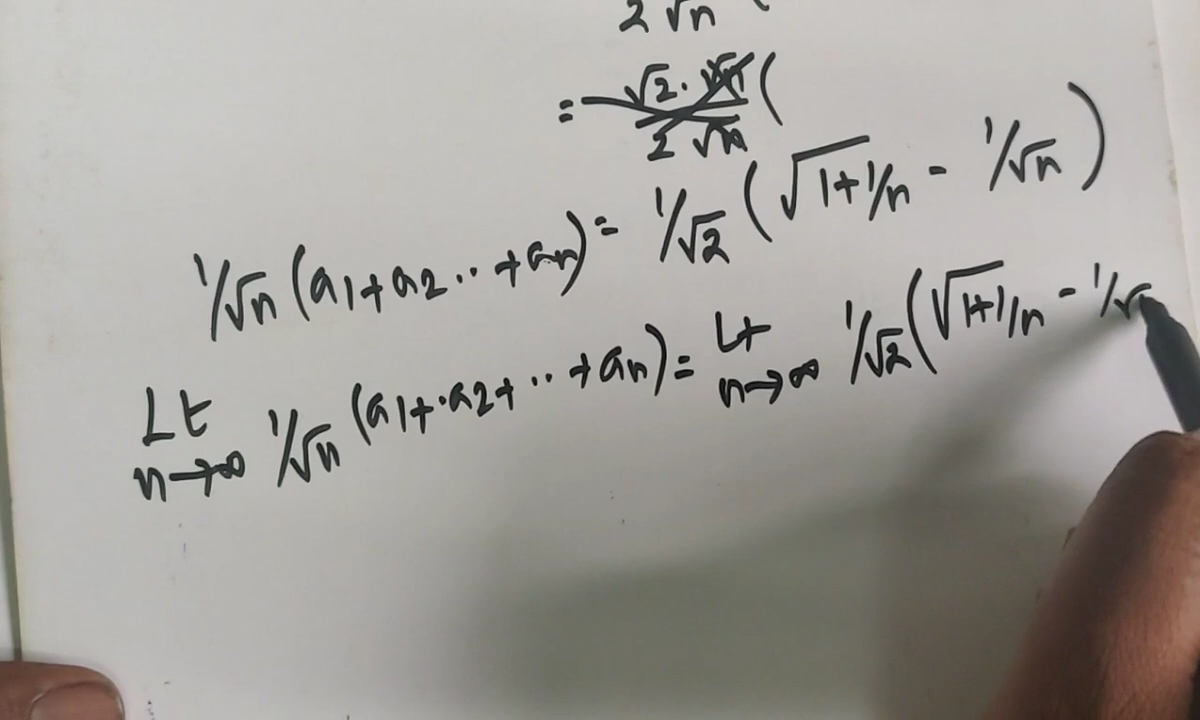 2 √n (
= √2 · √n / 2 √n (
1/√n (a1 + a2 ·· + an) = 1/√2 ( √1+1/n - 1/√n )
Lt n→∞ 1/√n (a1 + ·a2 + ·· + an) = Lt n→∞ 1/√2 ( √1+1/n - 1/√n